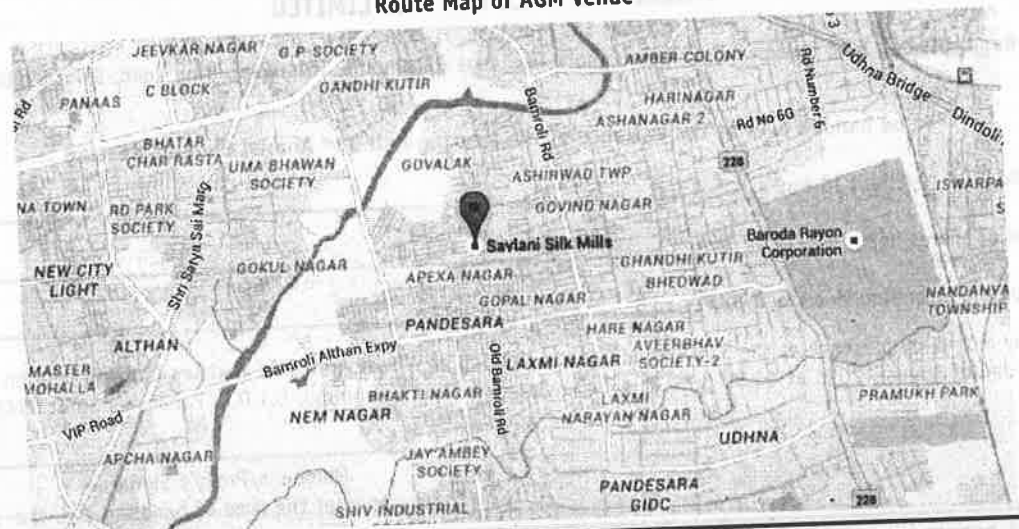 Route Map of AGM Venue
JEEVKAR NAGAR
G.P. SOCIETY
AMBER COLONY
Rd Number 6
Udhna Bridge
PANAAS
C BLOCK
GANDHI KUTIR
Bamroli Rd
HARINAGAR
ASHANAGAR 2
Rd No 6G
Dindoli
BHATAR
CHAR RASTA
UMA BHAWAN
SOCIETY
GOVALAK
ASHIRWAD TWP
228
NA TOWN
RD PARK
SOCIETY
Shri Satya Sai Marg
GOVIND NAGAR
ISWARPA
Savlani Silk Mills
Baroda Rayon
Corporation
NEW CITY
LIGHT
GOKUL NAGAR
APEXA NAGAR
GHANDHI KUTIR
BHEDWAD
GOPAL NAGAR
NANDANVA
TOWNSHIP
PANDESARA
HARE NAGAR
AVEERBHAV
SOCIETY-2
ALTHAN
Bamroli Althan Expy
Old Bamroli Rd
LAXMI NAGAR
MASTER
MOHALLA
BHAKTI NAGAR
LAXMI
NARAYAN NAGAR
PRAMUKH PARK
VIP Road
NEM NAGAR
UDHNA
APCHA NAGAR
JAY AMBEY
SOCIETY
PANDESARA
GIDC
SHIV INDUSTRIAL
228